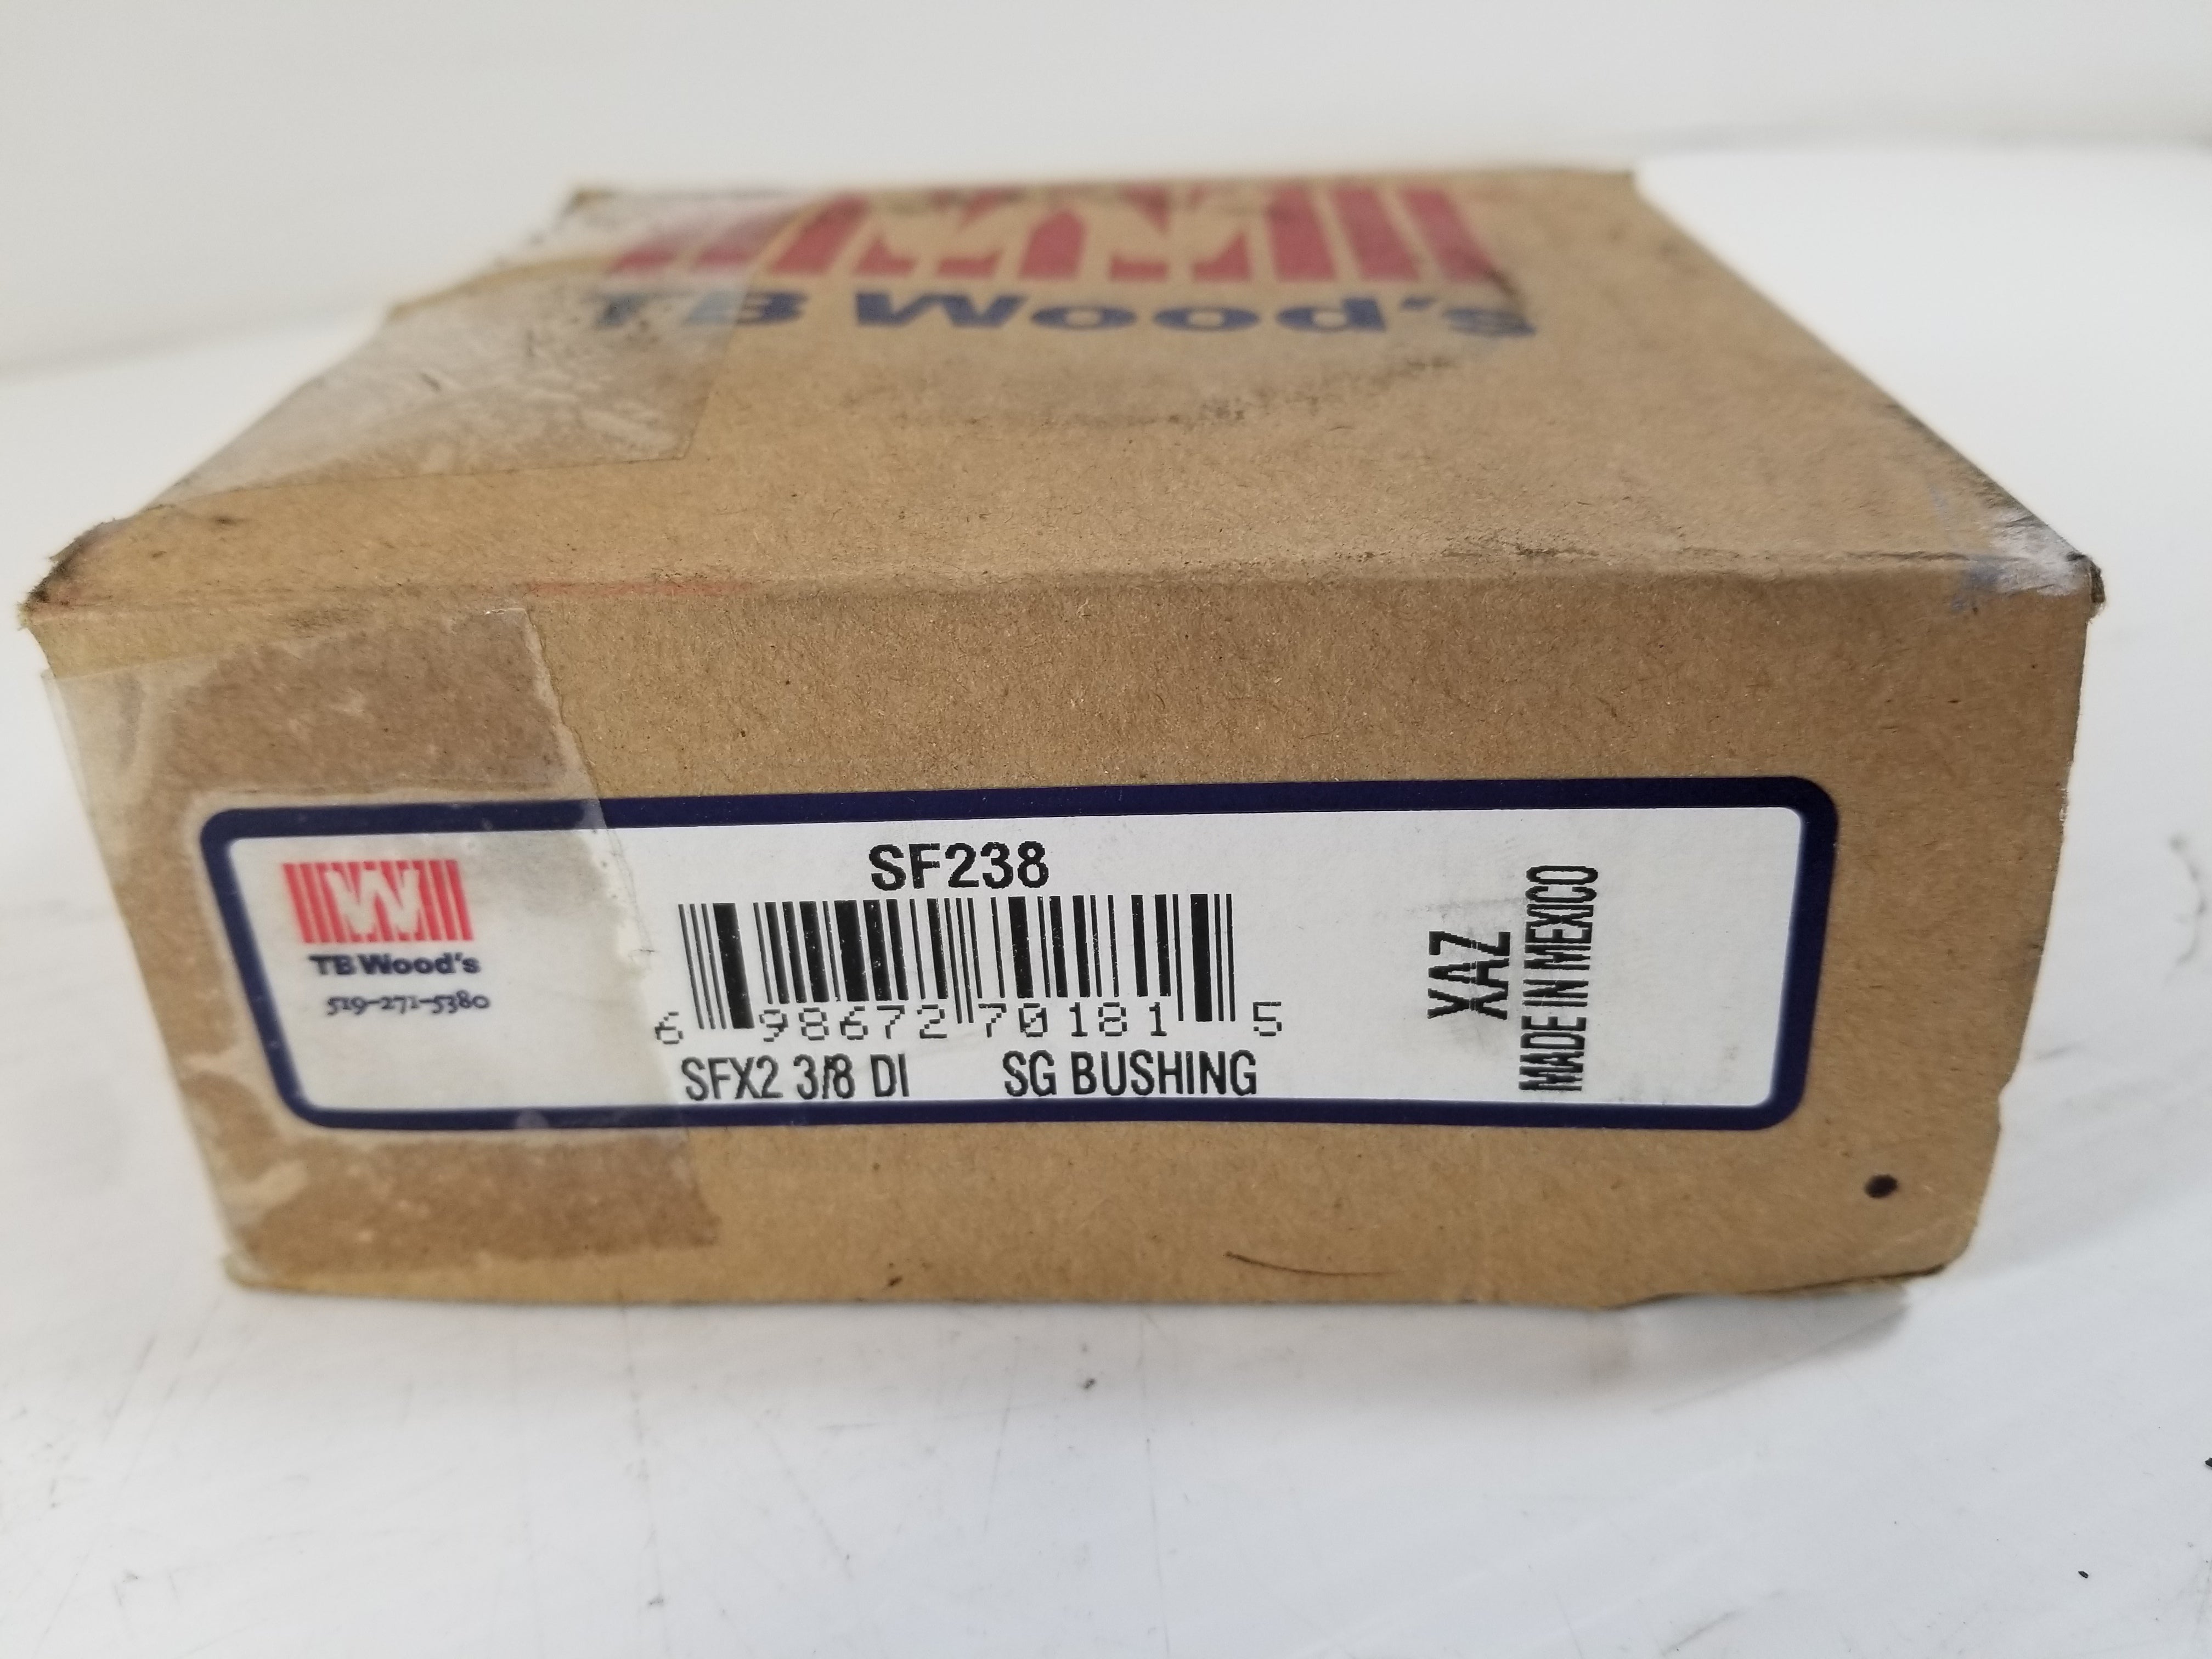 TB Wood's
SF238
TB Wood's
519-271-5380
6 98672 70181 5
SFX2 3/8 DI SG BUSHING
XAZ
MADE IN MEXICO